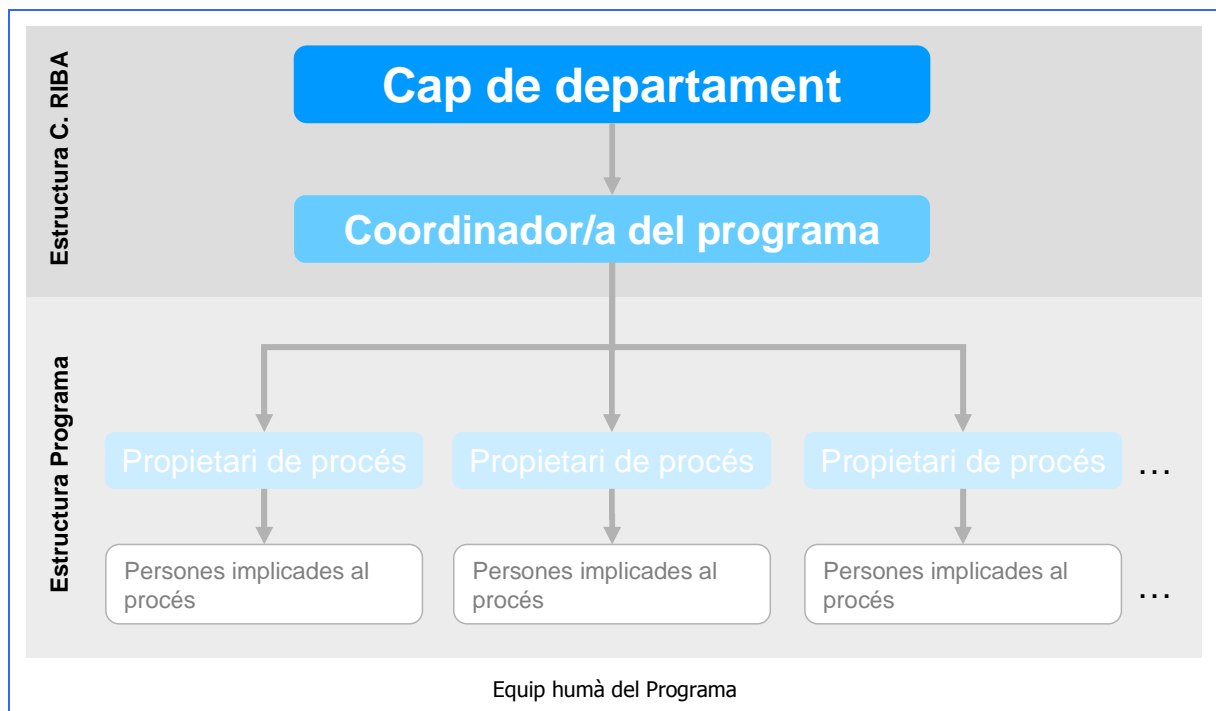 Estructura C. RIBA
Cap de departament
Coordinador/a del programa
Estructura Programa
Propietari de procés
Propietari de procés
Propietari de procés
…
Persones implicades al
procés
Persones implicades al
procés
Persones implicades al
procés
…
Equip humà del Programa